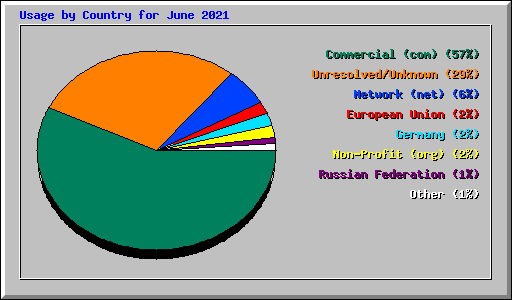 Usage by Country for June 2021
Commercial (com) (57%)
Unresolved/Unknown (29%)
Network (net) (6%)
European Union (2%)
Germany (2%)
Non-Profit (org) (2%)
Russian Federation (1%)
Other (1%)